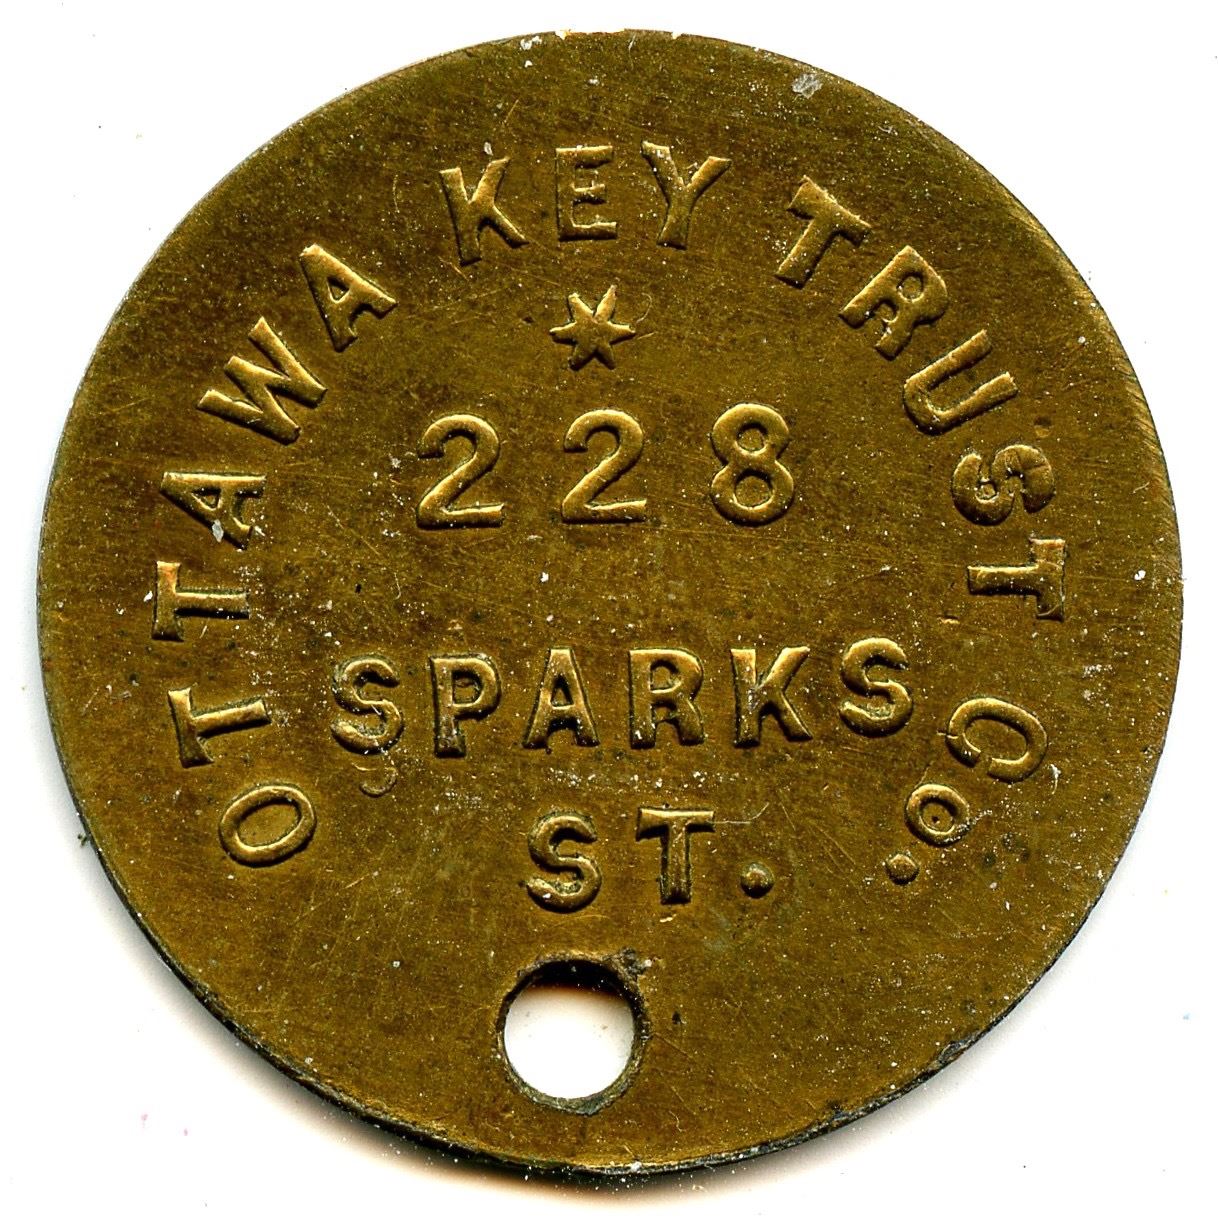 OTTAWA KEY TRUST Co.
228
SPARKS
ST.